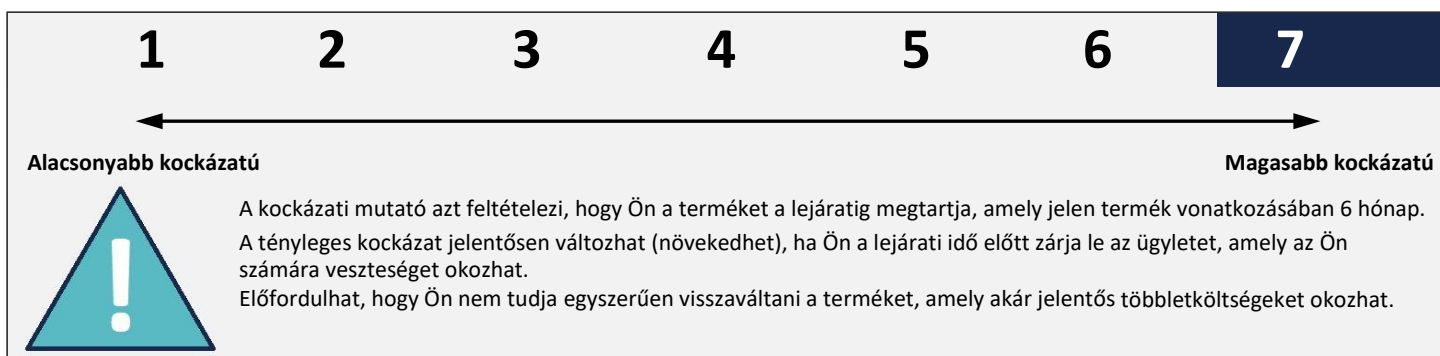 1 2 3 4 5 6 7
Alacsonyabb kockázatú Magasabb kockázatú
A kockázati mutató azt feltételezi, hogy Ön a terméket a lejáratig megtartja, amely jelen termék vonatkozásában 6 hónap.
A tényleges kockázat jelentősen változhat (növekedhet), ha Ön a lejárati idő előtt zárja le az ügyletet, amely az Ön
számára veszteséget okozhat.
Előfordulhat, hogy Ön nem tudja egyszerűen visszaváltani a terméket, amely akár jelentős többletköltségeket okozhat.